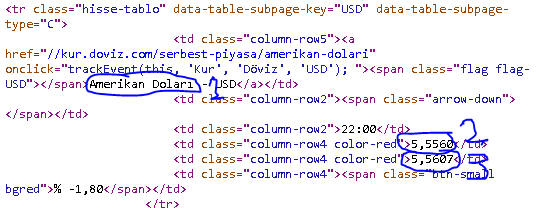 <tr class="hisse-tablo" data-table-subpage-key="USD" data-table-subpage-
type="C">
<td class="column-row5"><a
href="//kur.doviz.com/serbest-piyasa/amerikan-dolari"
onclick="trackEvent(this, 'Kur', 'Döviz', 'USD'); "><span class="flag flag-
USD"></span>Amerikan Doları - USD</a></td>
1
<td class="column-row2"><span class="arrow-down">
</span></td>
<td class="column-row2">22:00</td>
2
<td class="column-row4 color-red">5,5560</td>
<td class="column-row4 color-red">5,5607</td>
3
<td class="column-row4"><span class="btn-small
bgred">% -1,80</span></td>
</tr>